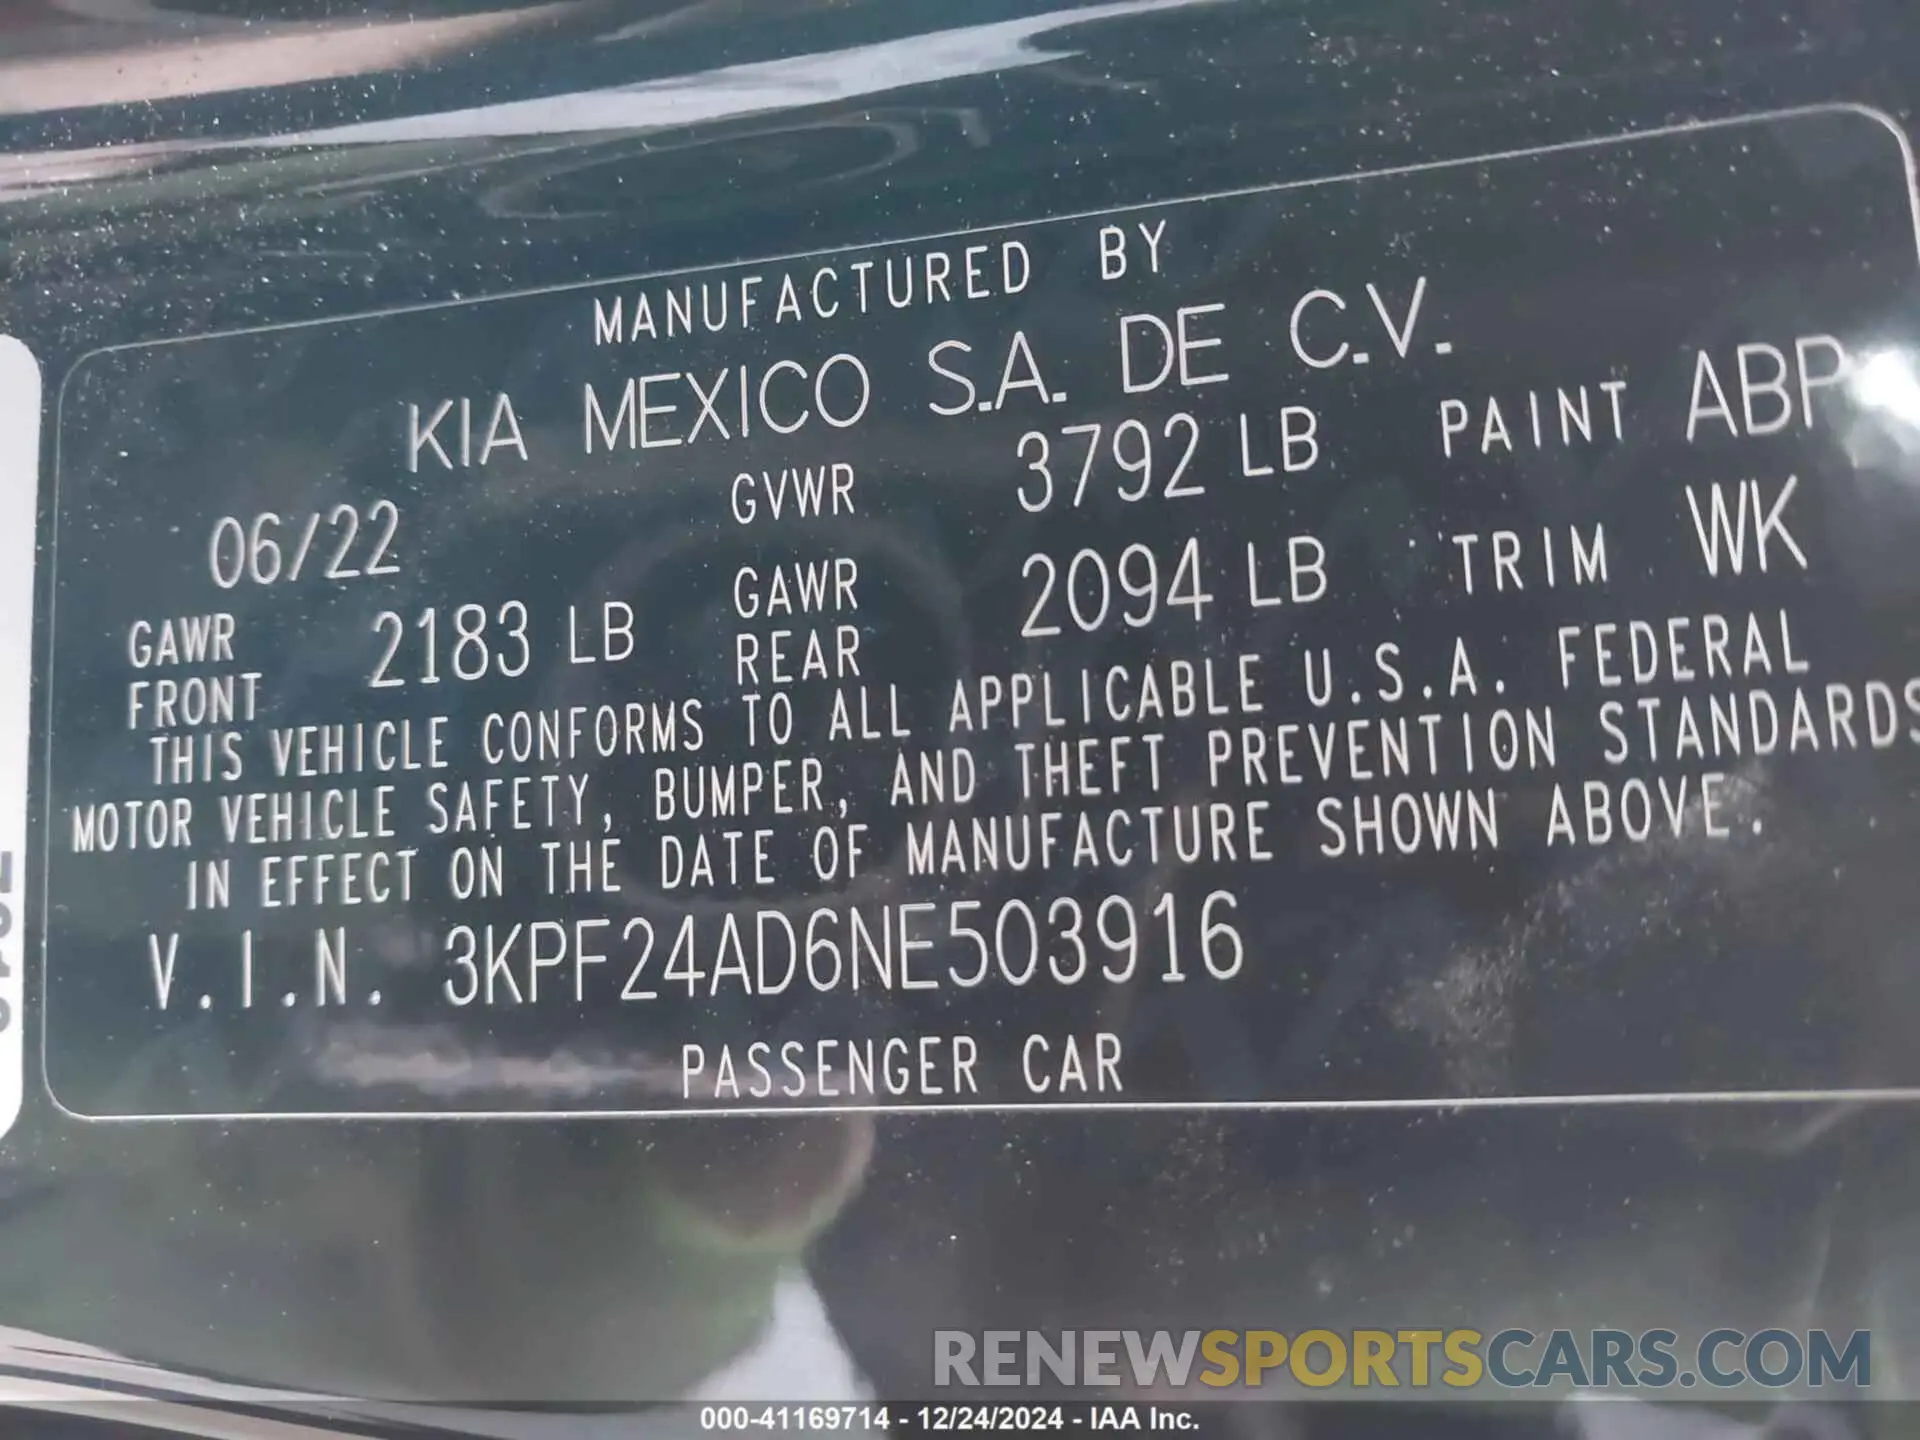 MANUFACTURED BY
KIA MEXICO S.A. DE C.V.
06/22 GVWR 3792 LB PAINT ABP
GAWR FRONT 2183 LB GAWR REAR 2094 LB TRIM WK
THIS VEHICLE CONFORMS TO ALL APPLICABLE U.S.A. FEDERAL
MOTOR VEHICLE SAFETY, BUMPER, AND THEFT PREVENTION STANDARDS
IN EFFECT ON THE DATE OF MANUFACTURE SHOWN ABOVE.
V.I.N. 3KPF24AD6NE503916
PASSENGER CAR
RENEWSPORTSCARS.COM
000-41169714 - 12/24/2024 - IAA Inc.